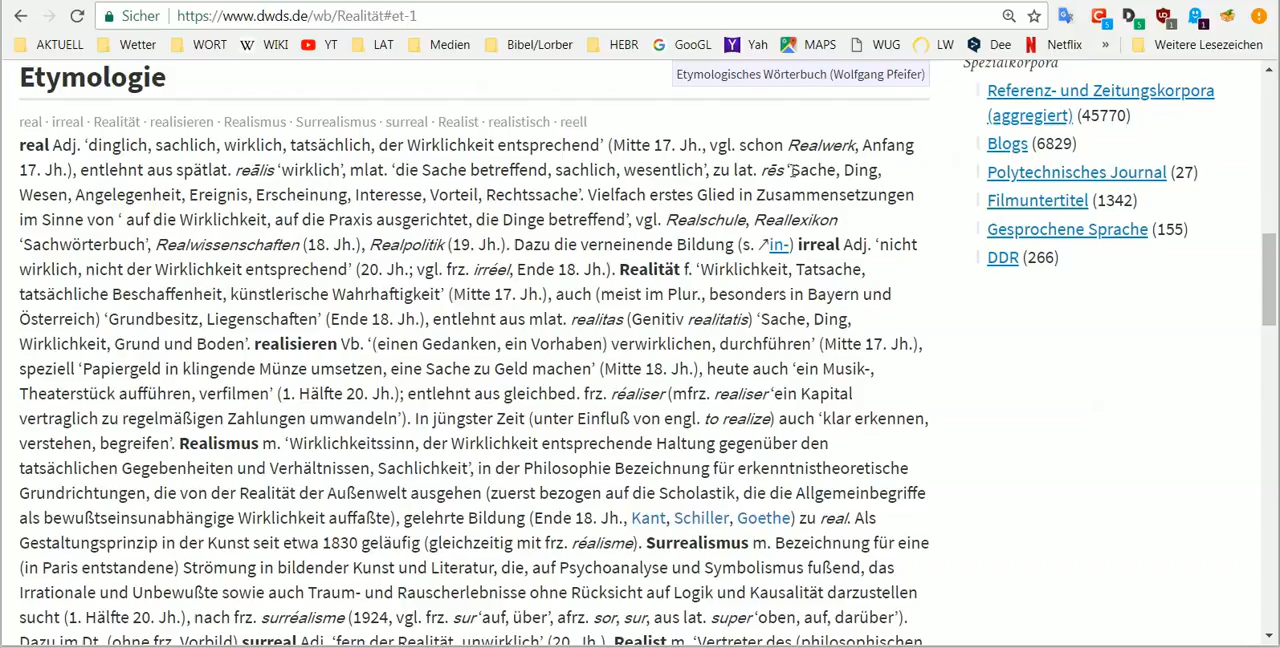 Sicher https://www.dwds.de/wb/Realität#et-1
AKTUELL Wetter WORT WIKI YT LAT Medien Bibel/Lorber HEBR GooGL Yah MAPS WUG LW Dee Netflix » Weitere Lesezeichen
Etymologie
Etymologisches Wörterbuch (Wolfgang Pfeifer)
real · irreal · Realität · realisieren · Realismus · Surrealismus · surreal · Realist · realistisch · reell
real Adj. ‘dinglich, sachlich, wirklich, tatsächlich, der Wirklichkeit entsprechend’ (Mitte 17. Jh., vgl. schon Realwerk, Anfang
17. Jh.), entlehnt aus spätlat. reālis ‘wirklich’, mlat. ‘die Sache betreffend, sachlich, wesentlich’, zu lat. rēs ‘Sache, Ding,
Wesen, Angelegenheit, Ereignis, Erscheinung, Interesse, Vorteil, Rechtssache’. Vielfach erstes Glied in Zusammensetzungen
im Sinne von ‘ auf die Wirklichkeit, auf die Praxis ausgerichtet, die Dinge betreffend’, vgl. Realschule, Reallexikon
‘Sachwörterbuch’, Realwissenschaften (18. Jh.), Realpolitik (19. Jh.). Dazu die verneinende Bildung (s. ↗in-) irreal Adj. ‘nicht
wirklich, nicht der Wirklichkeit entsprechend’ (20. Jh.; vgl. frz. irréel, Ende 18. Jh.). Realität f. ‘Wirklichkeit, Tatsache,
tatsächliche Beschaffenheit, künstlerische Wahrhaftigkeit’ (Mitte 17. Jh.), auch (meist im Plur., besonders in Bayern und
Österreich) ‘Grundbesitz, Liegenschaften’ (Ende 18. Jh.), entlehnt aus mlat. realitas (Genitiv realitatis) ‘Sache, Ding,
Wirklichkeit, Grund und Boden’. realisieren Vb. ‘(einen Gedanken, ein Vorhaben) verwirklichen, durchführen’ (Mitte 17. Jh.),
speziell ‘Papiergeld in klingende Münze umsetzen, eine Sache zu Geld machen’ (Mitte 18. Jh.), heute auch ‘ein Musik-,
Theaterstück aufführen, verfilmen’ (1. Hälfte 20. Jh.); entlehnt aus gleichbed. frz. réaliser (mfrz. realiser ‘ein Kapital
vertraglich zu regelmäßigen Zahlungen umwandeln’). In jüngster Zeit (unter Einfluß von engl. to realize) auch ‘klar erkennen,
verstehen, begreifen’. Realismus m. ‘Wirklichkeitssinn, der Wirklichkeit entsprechende Haltung gegenüber den
tatsächlichen Gegebenheiten und Verhältnissen, Sachlichkeit’, in der Philosophie Bezeichnung für erkenntnistheoretische
Grundrichtungen, die von der Realität der Außenwelt ausgehen (zuerst bezogen auf die Scholastik, die die Allgemeinbegriffe
als bewußtseinsunabhängige Wirklichkeit auffaßte), gelehrte Bildung (Ende 18. Jh., Kant, Schiller, Goethe) zu real. Als
Gestaltungsprinzip in der Kunst seit etwa 1830 geläufig (gleichzeitig mit frz. réalisme). Surrealismus m. Bezeichnung für eine
(in Paris entstandene) Strömung in bildender Kunst und Literatur, die, auf Psychoanalyse und Symbolismus fußend, das
Irrationale und Unbewußte sowie auch Traum- und Rauscherlebnisse ohne Rücksicht auf Logik und Kausalität darzustellen
sucht (1. Hälfte 20. Jh.), nach frz. surréalisme (1924, vgl. frz. sur ‘auf, über’, afrz. sor, sur, aus lat. super ‘oben, auf, darüber’).
Dazu im Dt. (ohne frz. Vorbild) surreal Adj. ‘fern der Realität, unwirklich’ (20. Jh.). Realist m. ‘Vertreter des (philosophischen
Spezialkorpora
Referenz- und Zeitungskorpora
(aggregiert) (45770)
Blogs (6829)
Polytechnisches Journal (27)
Filmuntertitel (1342)
Gesprochene Sprache (155)
DDR (266)